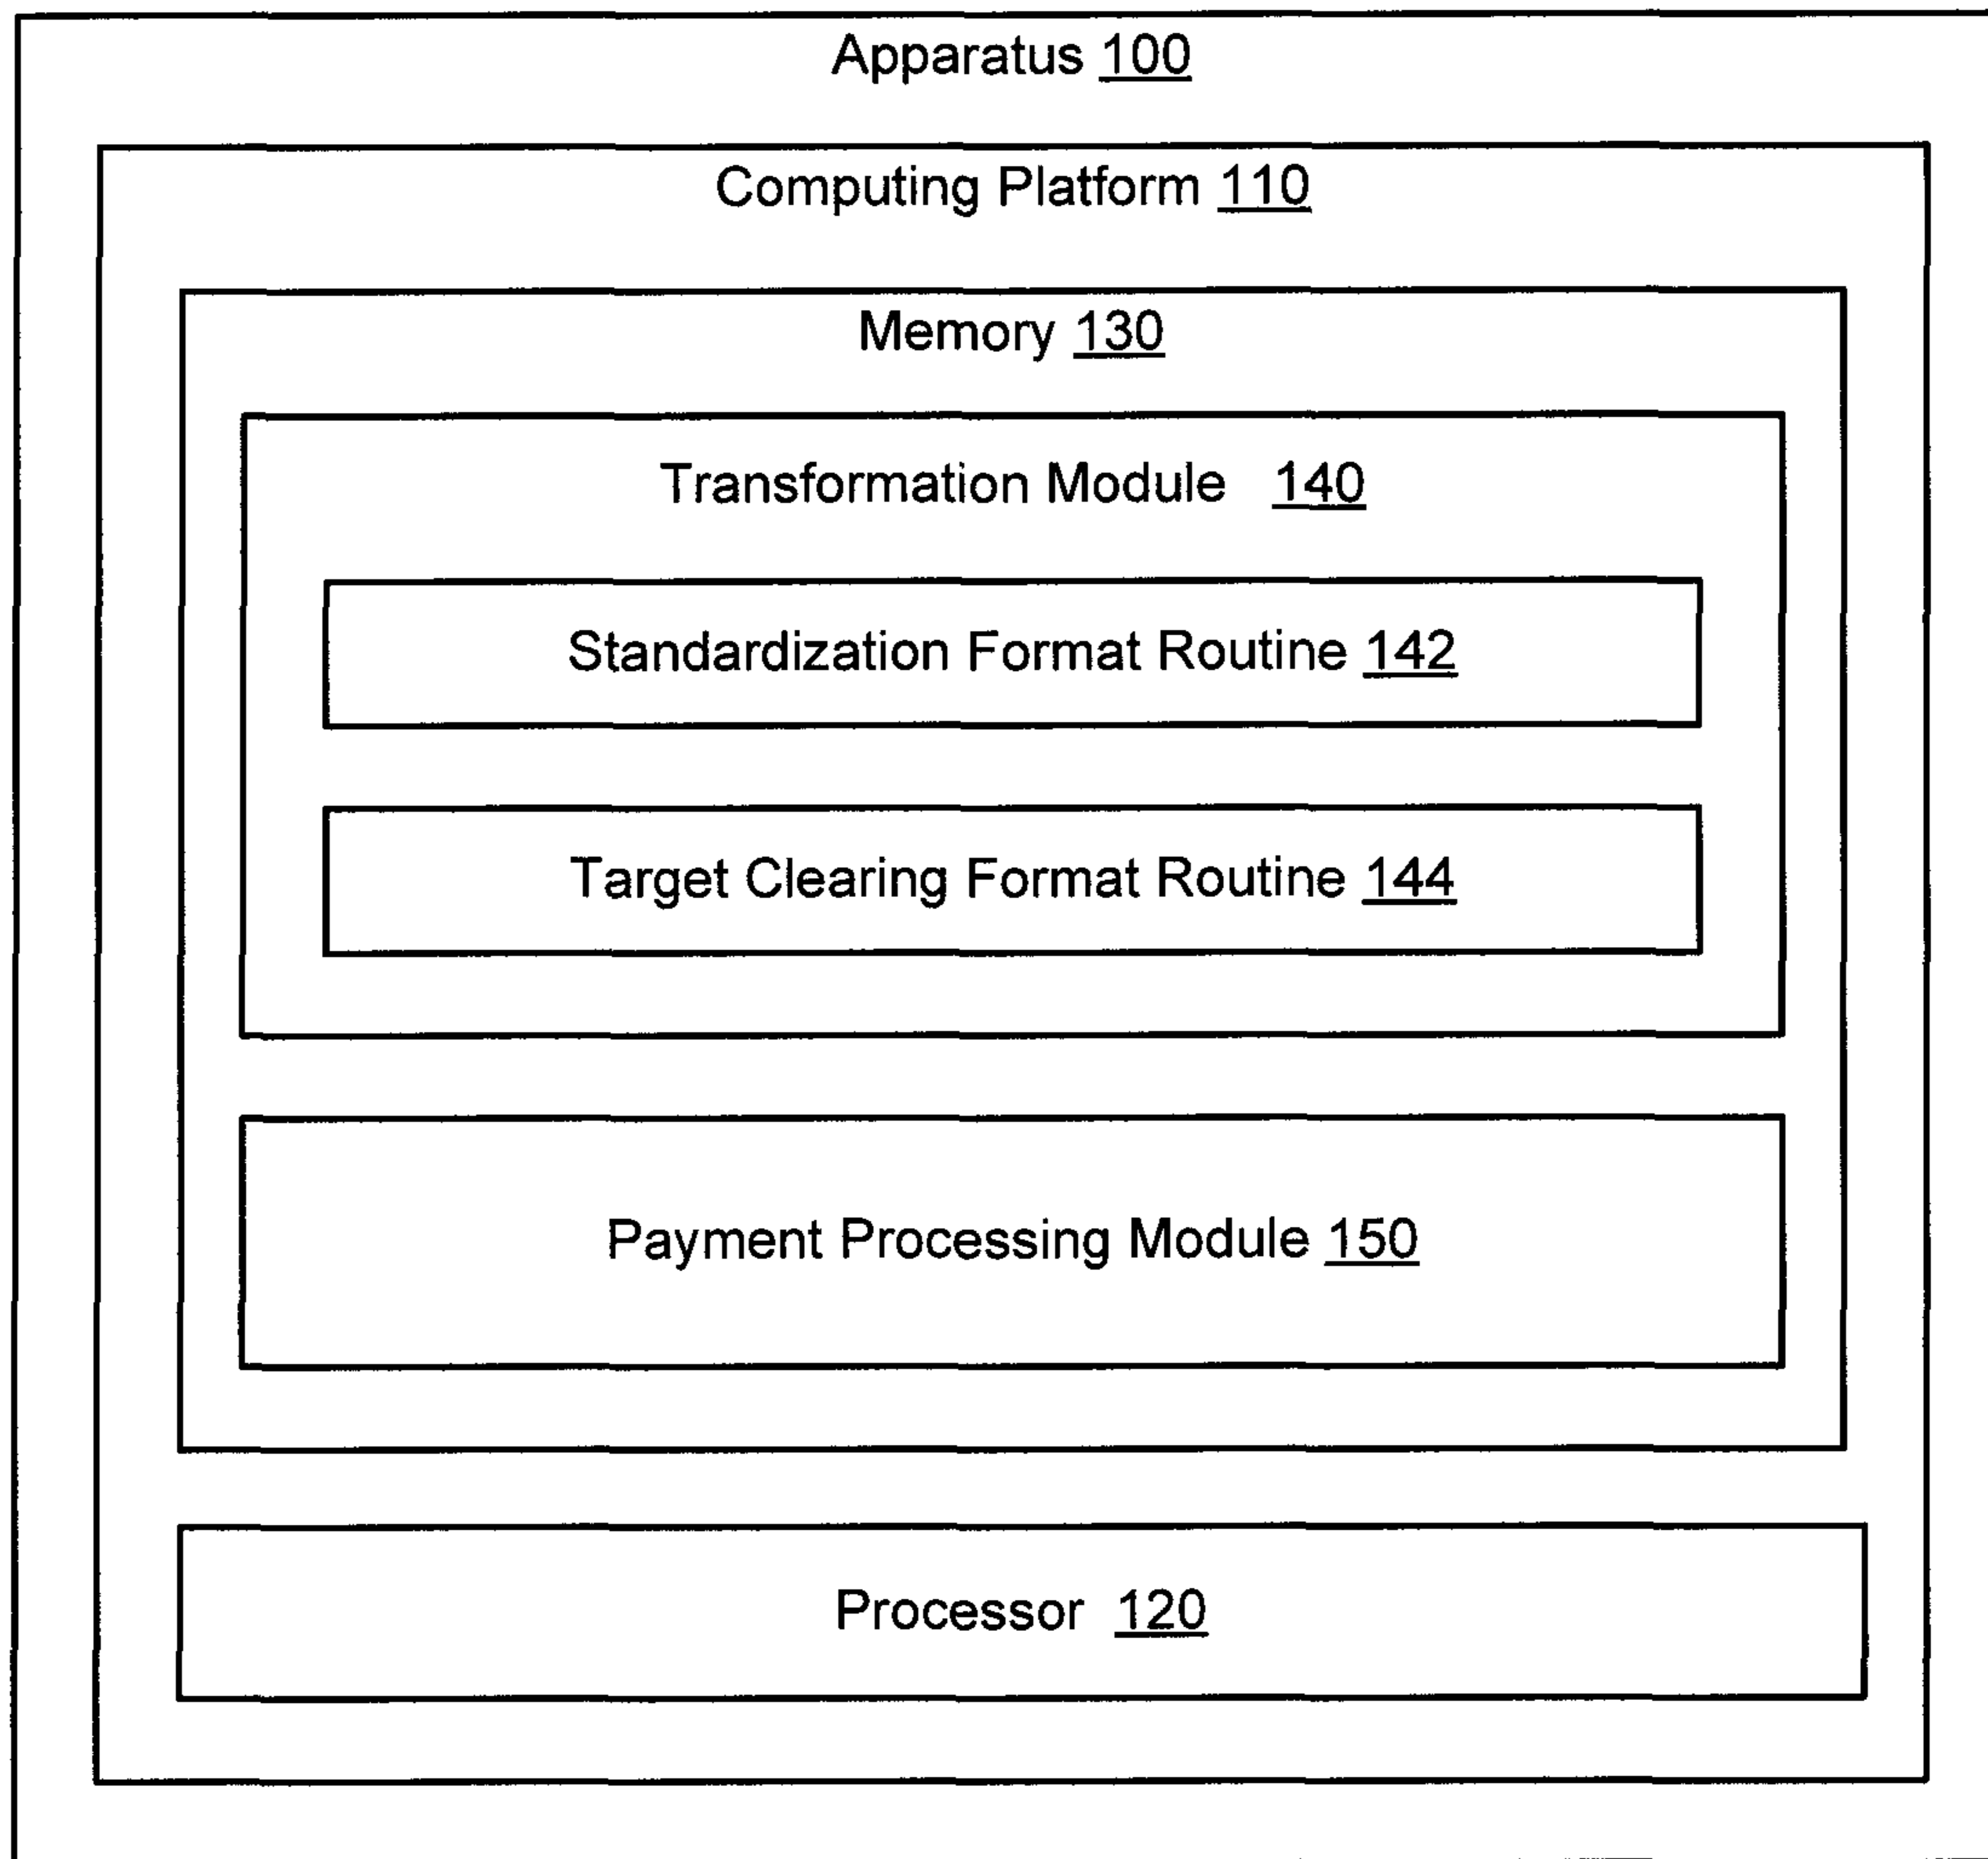 Apparatus 100
Computing Platform 110
Memory 130
Transformation Module 140
Standardization Format Routine 142
Target Clearing Format Routine 144
Payment Processing Module 150
Processor 120